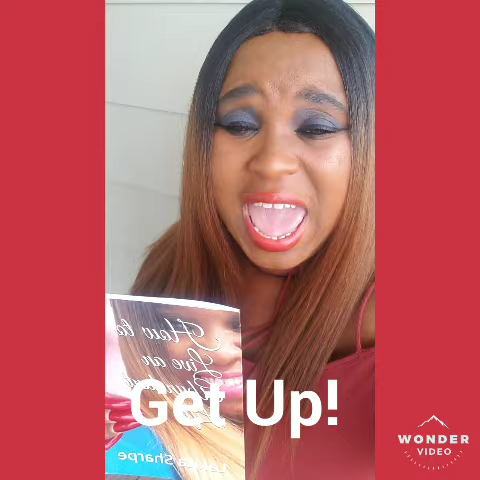 How to
Live an
Get Up!
Sharpe
WONDER
VIDEO